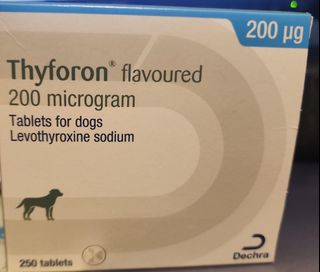 200 µg
Thyforon® flavoured
200 microgram
Tablets for dogs
Levothyroxine sodium
250 tablets
Dechra